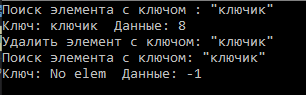 Поиск элемента с ключом : "ключик"
Ключ: ключик  Данные: 8
Удалить элемент с ключом: "ключик"
Поиск элемента с ключом: "ключик"
Ключ: No elem  Данные: -1